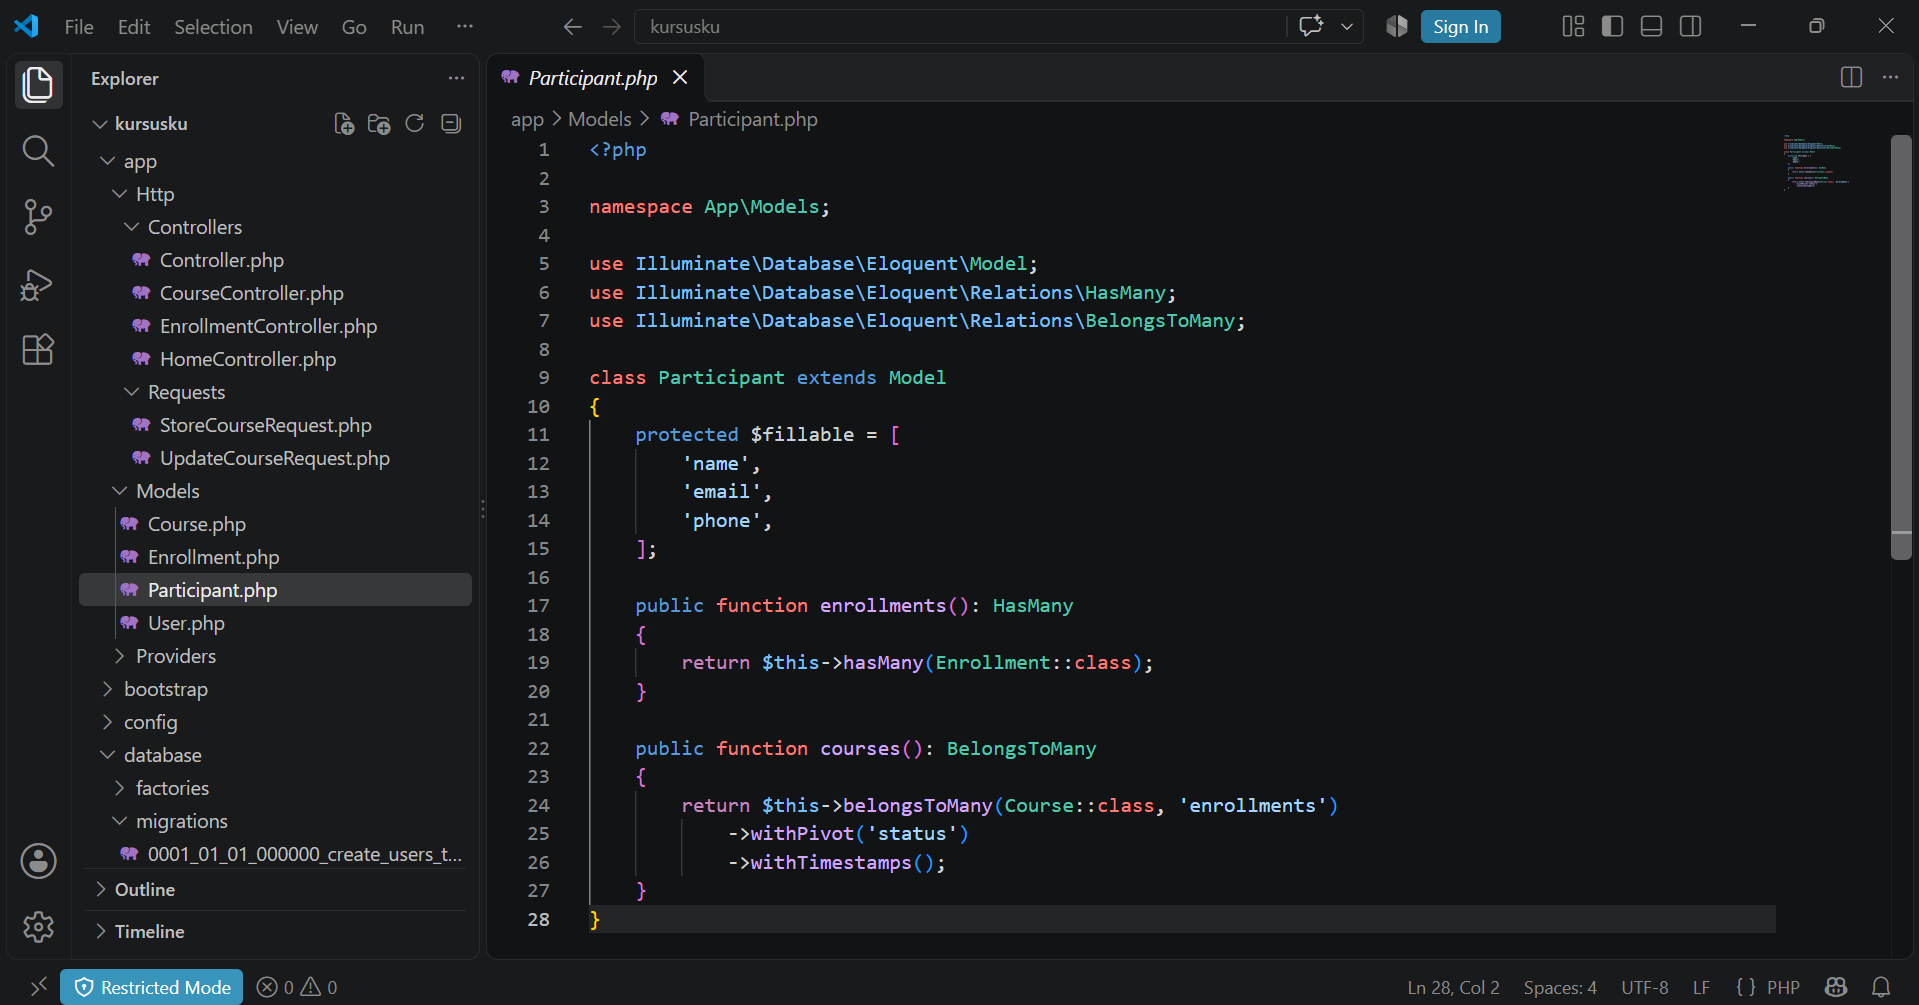 File Edit Selection View Go Run ···
kursusku
Sign In
Explorer ···
kursusku
app
Http
Controllers
Controller.php
CourseController.php
EnrollmentController.php
HomeController.php
Requests
StoreCourseRequest.php
UpdateCourseRequest.php
Models
Course.php
Enrollment.php
Participant.php
User.php
Providers
bootstrap
config
database
factories
migrations
0001_01_01_000000_create_users_t...
Outline
Timeline
Participant.php
app > Models > Participant.php
1 <?php
2
3 namespace App\Models;
4
5 use Illuminate\Database\Eloquent\Model;
6 use Illuminate\Database\Eloquent\Relations\HasMany;
7 use Illuminate\Database\Eloquent\Relations\BelongsToMany;
8
9 class Participant extends Model
10 {
11     protected $fillable = [
12         'name',
13         'email',
14         'phone',
15     ];
16
17     public function enrollments(): HasMany
18     {
19         return $this->hasMany(Enrollment::class);
20     }
21
22     public function courses(): BelongsToMany
23     {
24         return $this->belongsToMany(Course::class, 'enrollments')
25             ->withPivot('status')
26             ->withTimestamps();
27     }
28 }
Restricted Mode 0 0 Ln 28, Col 2 Spaces: 4 UTF-8 LF { } PHP